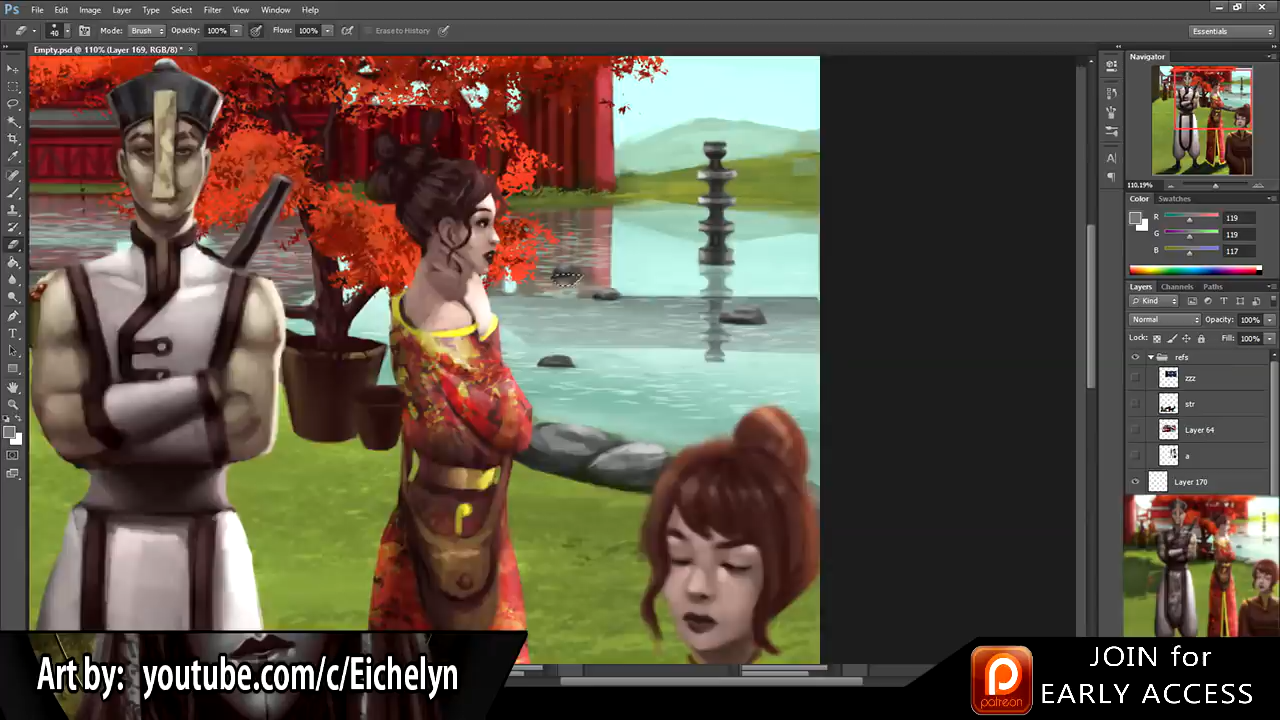 Ps File Edit Image Layer Type Select Filter View Window Help
40 Mode: Brush Opacity: 100% Flow: 100% Erase to History Essentials
Empty.psd @ 110% (Layer 169, RGB/8) * ×
Navigator
110.19%
Color Swatches
R 119
G 119
B 117
Layers Channels Paths
Kind
Normal Opacity: 100%
Lock: Fill: 100%
refs
zzz
str
Layer 64
a
Layer 170
Art by: youtube.com/c/Eichelyn
patreon
JOIN for
EARLY ACCESS